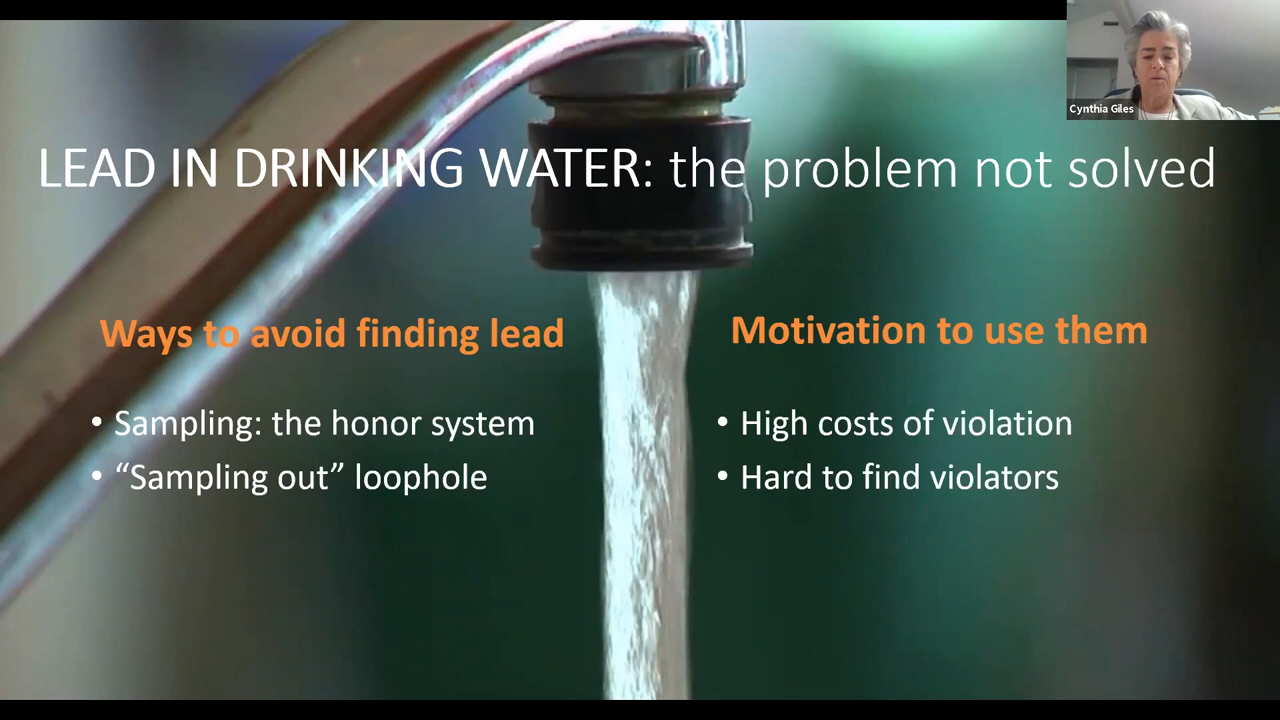 Cynthia Giles
LEAD IN DRINKING WATER: the problem not solved
Ways to avoid finding lead
• Sampling: the honor system
• “Sampling out” loophole
Motivation to use them
• High costs of violation
• Hard to find violators